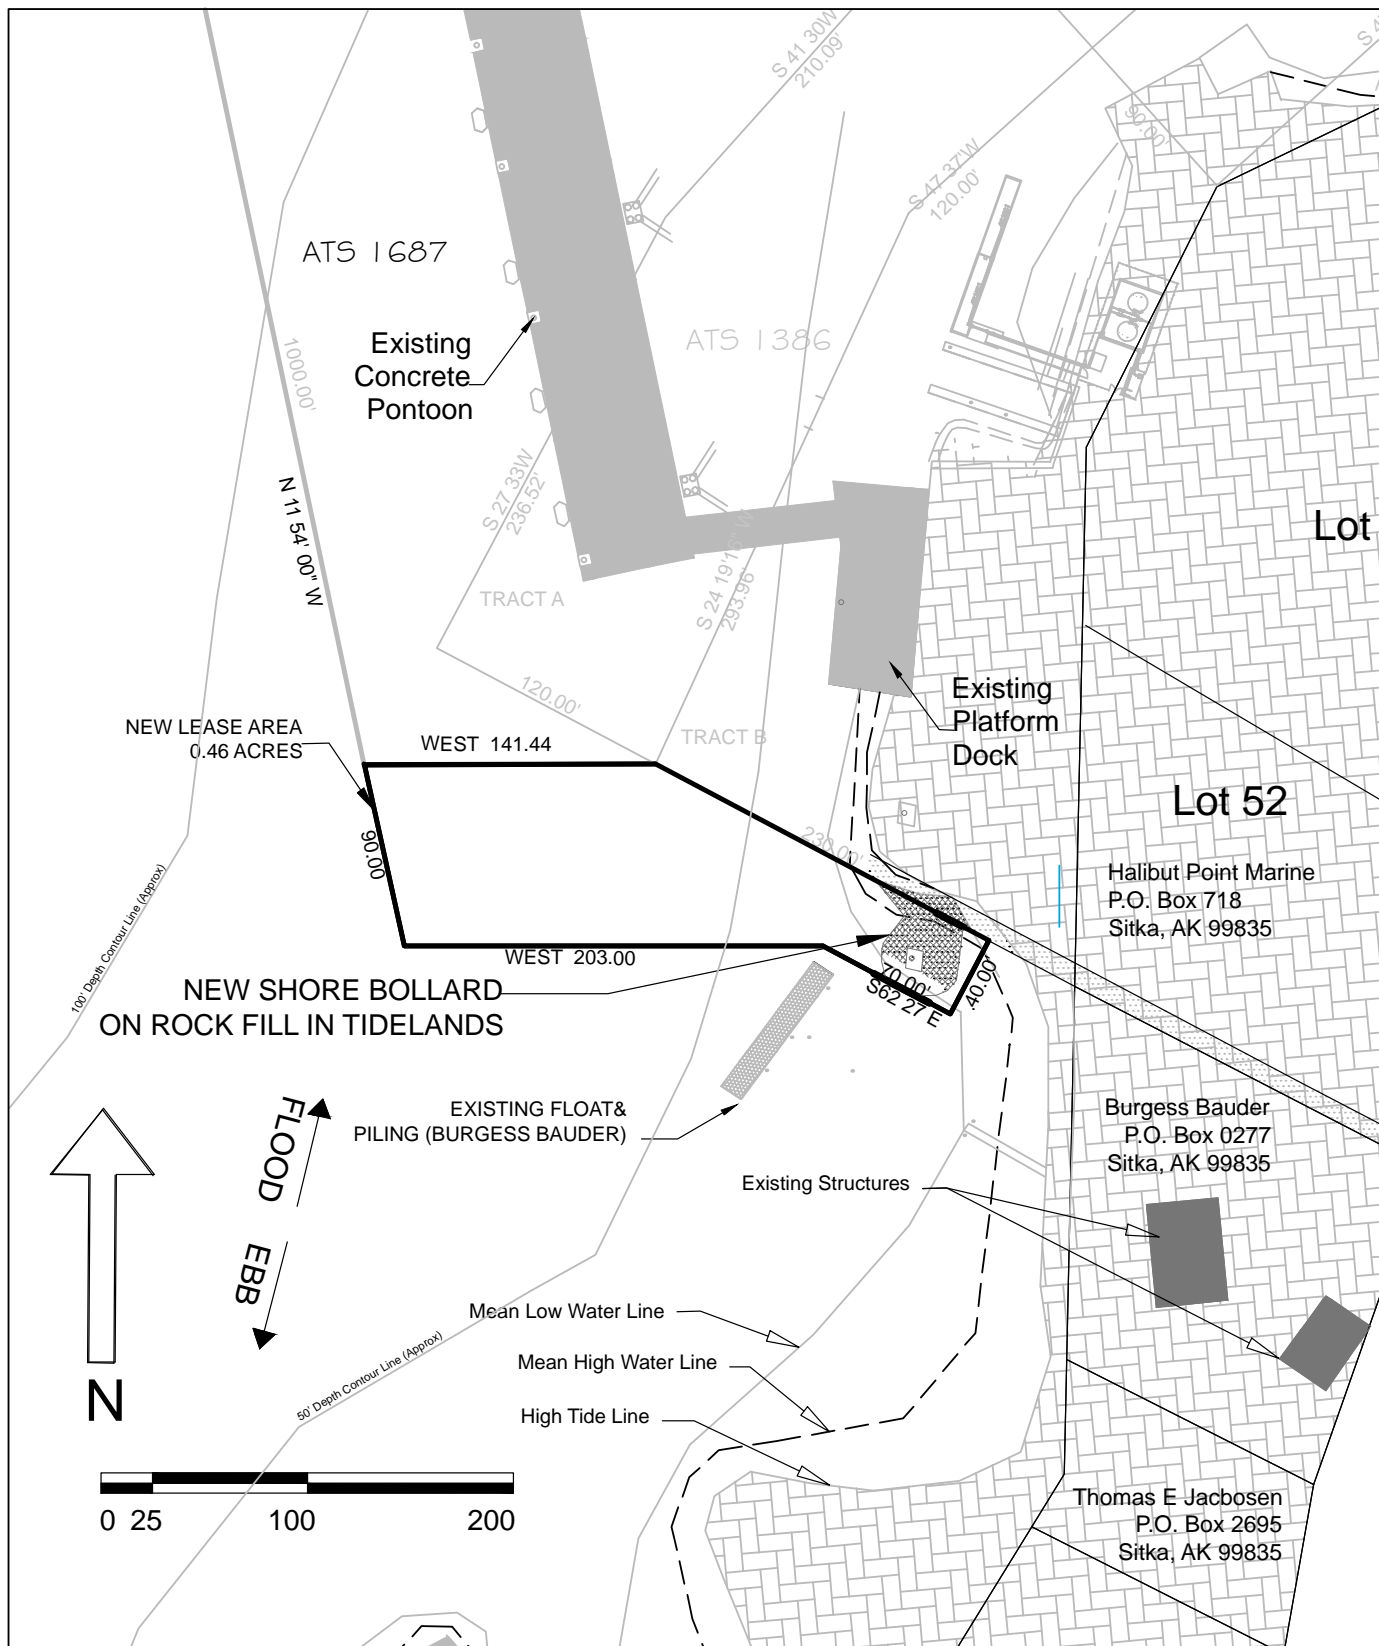 S 41 30W
210.09'
S 4
90.00'
S 47.37'W
120.00'
ATS 1687
ATS 1386
Existing
Concrete
Pontoon
1000.00'
S 27.33W
236.52'
N 11 54' 00" W
S 24 19'16" W
293.96'
Lot
TRACT A
120.00'
TRACT B
Existing
Platform
Dock
NEW LEASE AREA
0.46 ACRES
WEST 141.44
Lot 52
90.00
230.00'
Halibut Point Marine
P.O. Box 718
Sitka, AK 99835
100' Depth Contour Line (Approx)
WEST 203.00
NEW SHORE BOLLARD
ON ROCK FILL IN TIDELANDS
70.00'
S62 27 E
40.00'
EXISTING FLOAT&
PILING (BURGESS BAUDER)
FLOOD
EBB
Burgess Bauder
P.O. Box 0277
Sitka, AK 99835
Existing Structures
Mean Low Water Line
Mean High Water Line
High Tide Line
50' Depth Contour Line (Approx)
N
0 25 100 200
Thomas E Jacbosen
P.O. Box 2695
Sitka, AK 99835